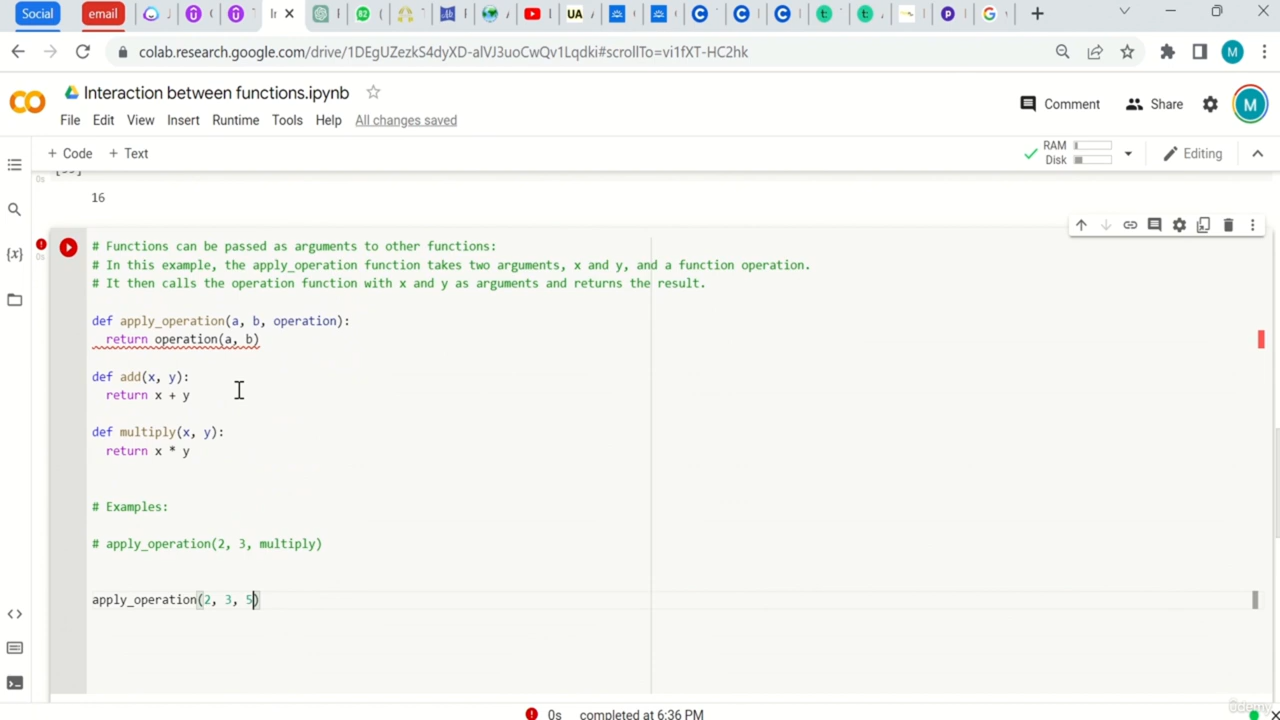 Social
email
UA
colab.research.google.com/drive/1DEgUZezkS4dyXD-alVJ3uoCwQv1Lqdki#scrollTo=vi1fXT-HC2hk
M
Interaction between functions.ipynb
Comment
Share
M
File Edit View Insert Runtime Tools Help All changes saved
+ Code + Text
RAM
Disk
Editing
0s
16
0s
# Functions can be passed as arguments to other functions:
# In this example, the apply_operation function takes two arguments, x and y, and a function operation.
# It then calls the operation function with x and y as arguments and returns the result.
def apply_operation(a, b, operation):
return operation(a, b)
def add(x, y):
return x + y
def multiply(x, y):
return x * y
# Examples:
# apply_operation(2, 3, multiply)
apply_operation(2, 3, 5)
0s completed at 6:36 PM
Udemy